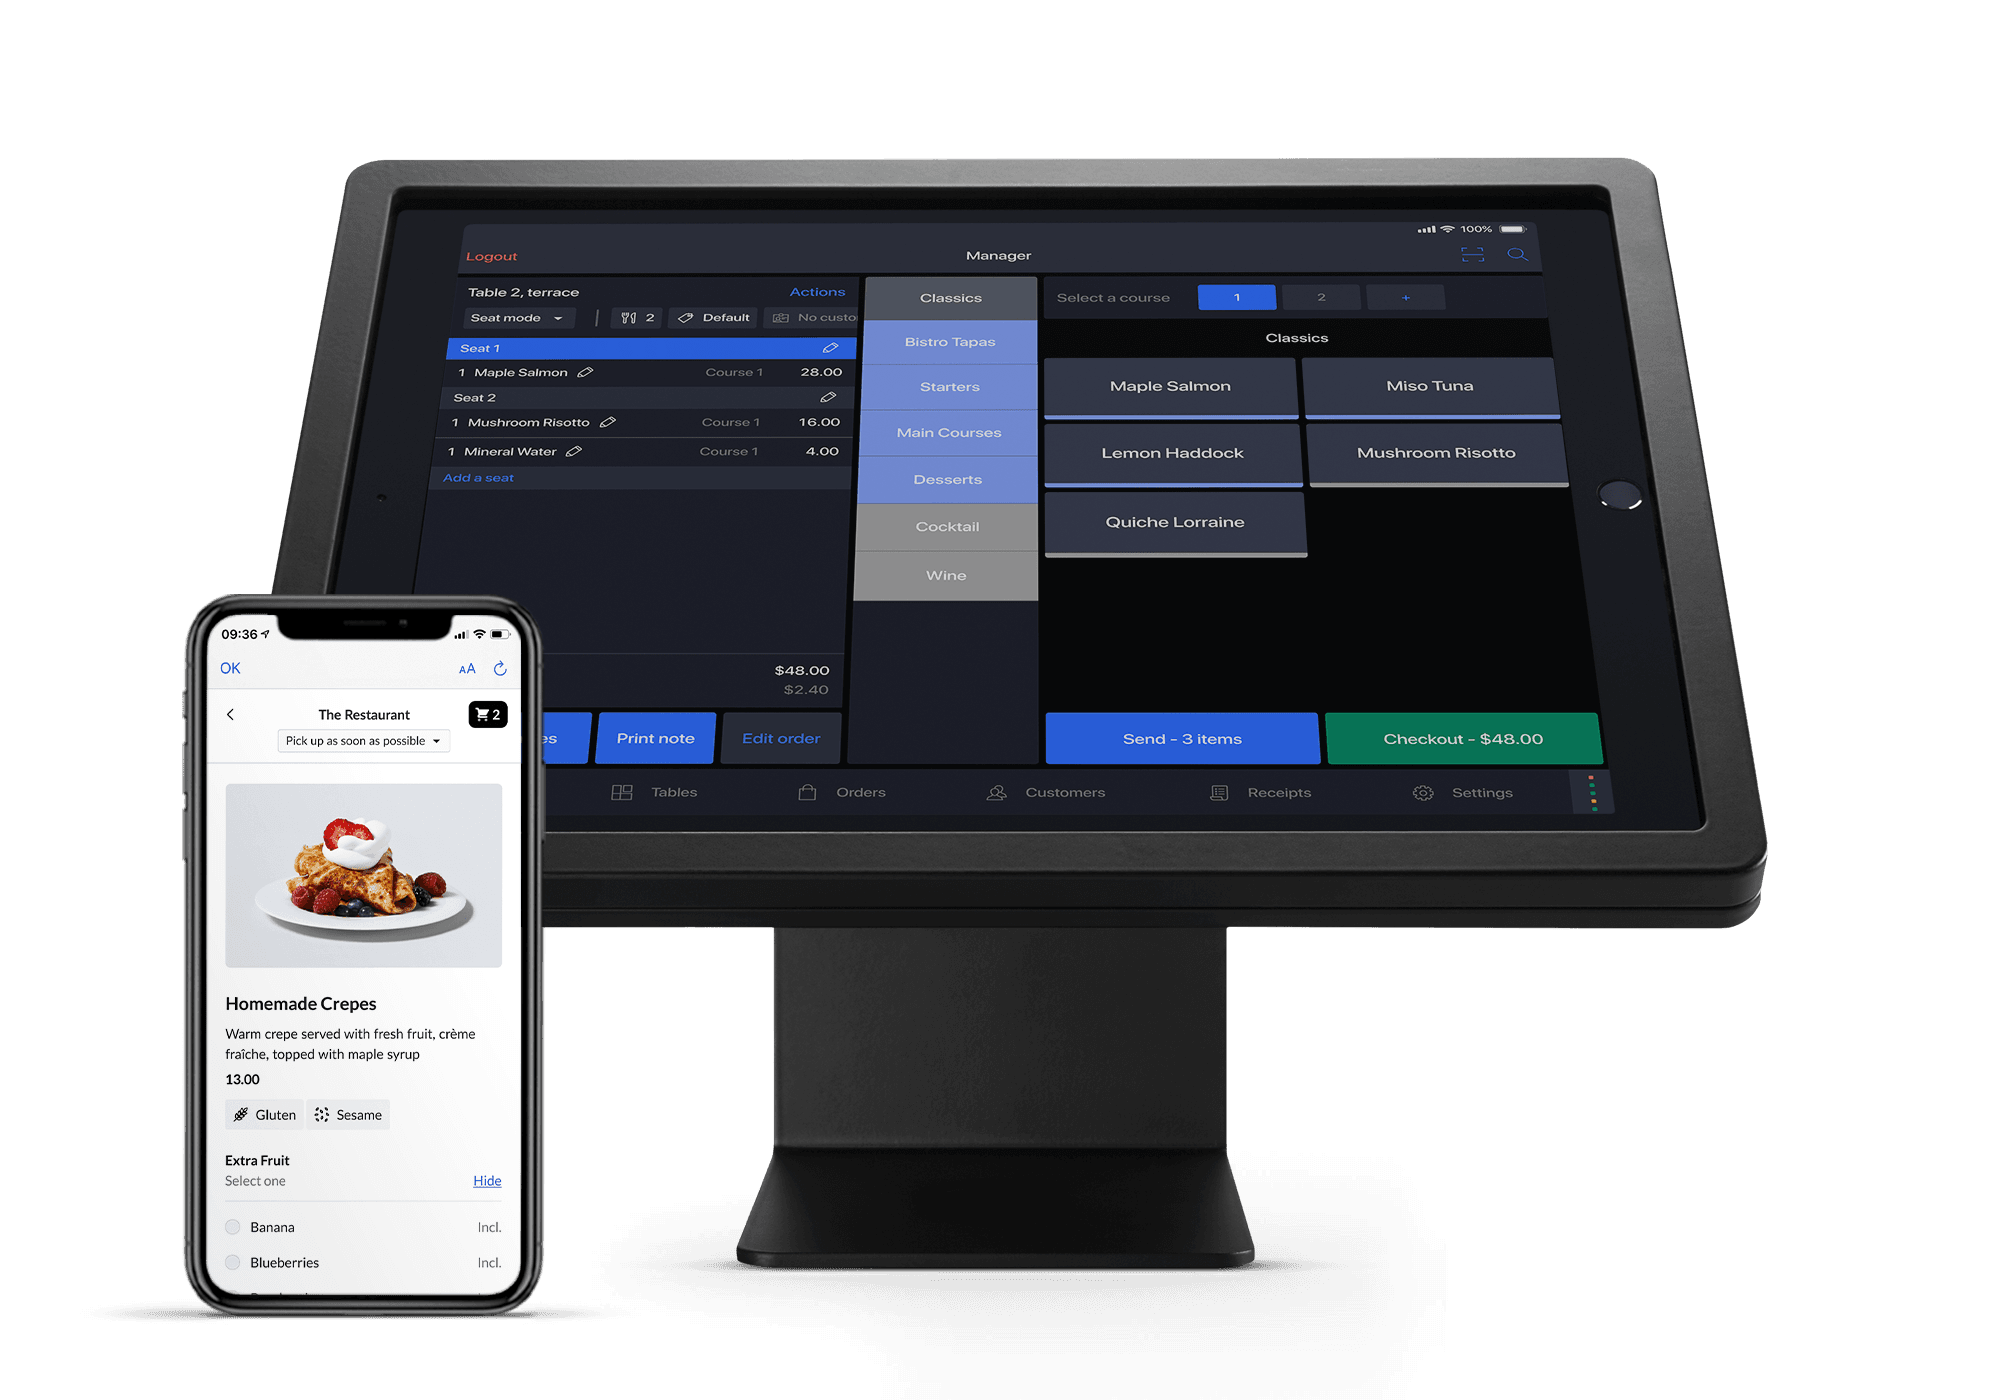 100%
Logout
Manager
Table 2, terrace
Actions
Seat mode
2
Default
No custo
Seat 1
1 Maple Salmon Course 1 28.00
Seat 2
1 Mushroom Risotto Course 1 16.00
1 Mineral Water Course 1 4.00
Add a seat
$48.00
$2.40
es
Print note
Edit order
Classics
Bistro Tapas
Starters
Main Courses
Desserts
Cocktail
Wine
Select a course 1 2 +
Classics
Maple Salmon
Miso Tuna
Lemon Haddock
Mushroom Risotto
Quiche Lorraine
Send - 3 items
Checkout - $48.00
Tables
Orders
Customers
Receipts
Settings
09:36
OK
AA
The Restaurant
2
Pick up as soon as possible
Homemade Crepes
Warm crepe served with fresh fruit, crème
fraîche, topped with maple syrup
13.00
Gluten
Sesame
Extra Fruit
Select one
Hide
Banana Incl.
Blueberries Incl.